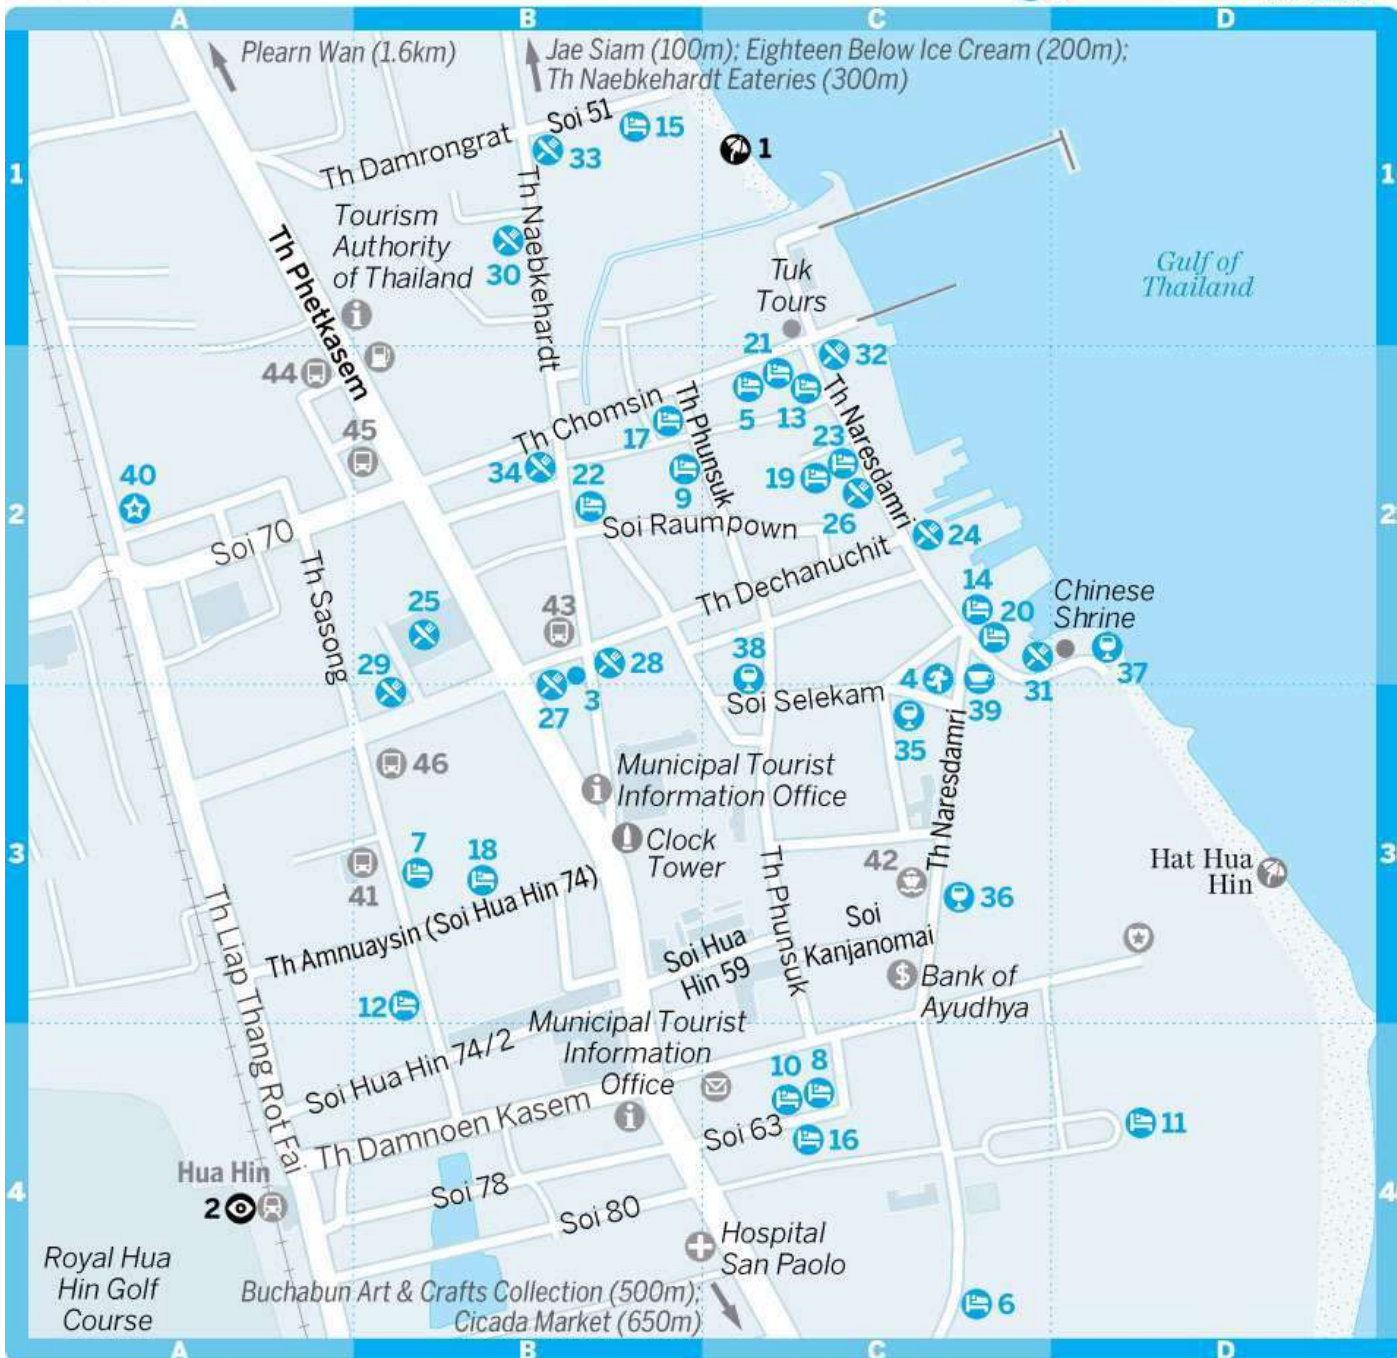 A
B
C
D
Plearn Wan (1.6km)
Jae Siam (100m); Eighteen Below Ice Cream (200m);
Th Naebkehardt Eateries (300m)
1
1
Th Damrongrat
Soi 51
15
33
1
Th Naebkehardt
Tourism
Authority
of Thailand
30
Th Phetkasem
Tuk
Tours
Gulf of
Thailand
44
21
32
5
13
Th Chomsin
17
Th Phunsuk
Th Naresdamri
45
34
22
9
23
19
26
40
2
2
Soi 70
Soi Raumpown
24
Th Dechanuchit
Th Sasong
25
43
14
20
Chinese
Shrine
29
28
38
4
39
31
37
27
3
Soi Selekam
35
46
Municipal Tourist
Information Office
Th Naresdamri
Clock
Tower
3
3
7
18
41
42
Hat Hua
Hin
Th Phunsuk
36
Th Amnuaysin (Soi Hua Hin 74)
Soi
Kanjanomai
Soi Hua
Hin 59
Th Liap Thang Rot Fai
Bank of
Ayudhya
12
Municipal Tourist
Information
Office
Soi Hua Hin 74/2
10
8
Th Damnoen Kasem
Soi 63
16
11
Hua Hin
2
4
4
Soi 78
Soi 80
Hospital
San Paolo
Royal Hua
Hin Golf
Course
Buchabun Art & Crafts Collection (500m);
Cicada Market (650m)
6
A
B
C
D